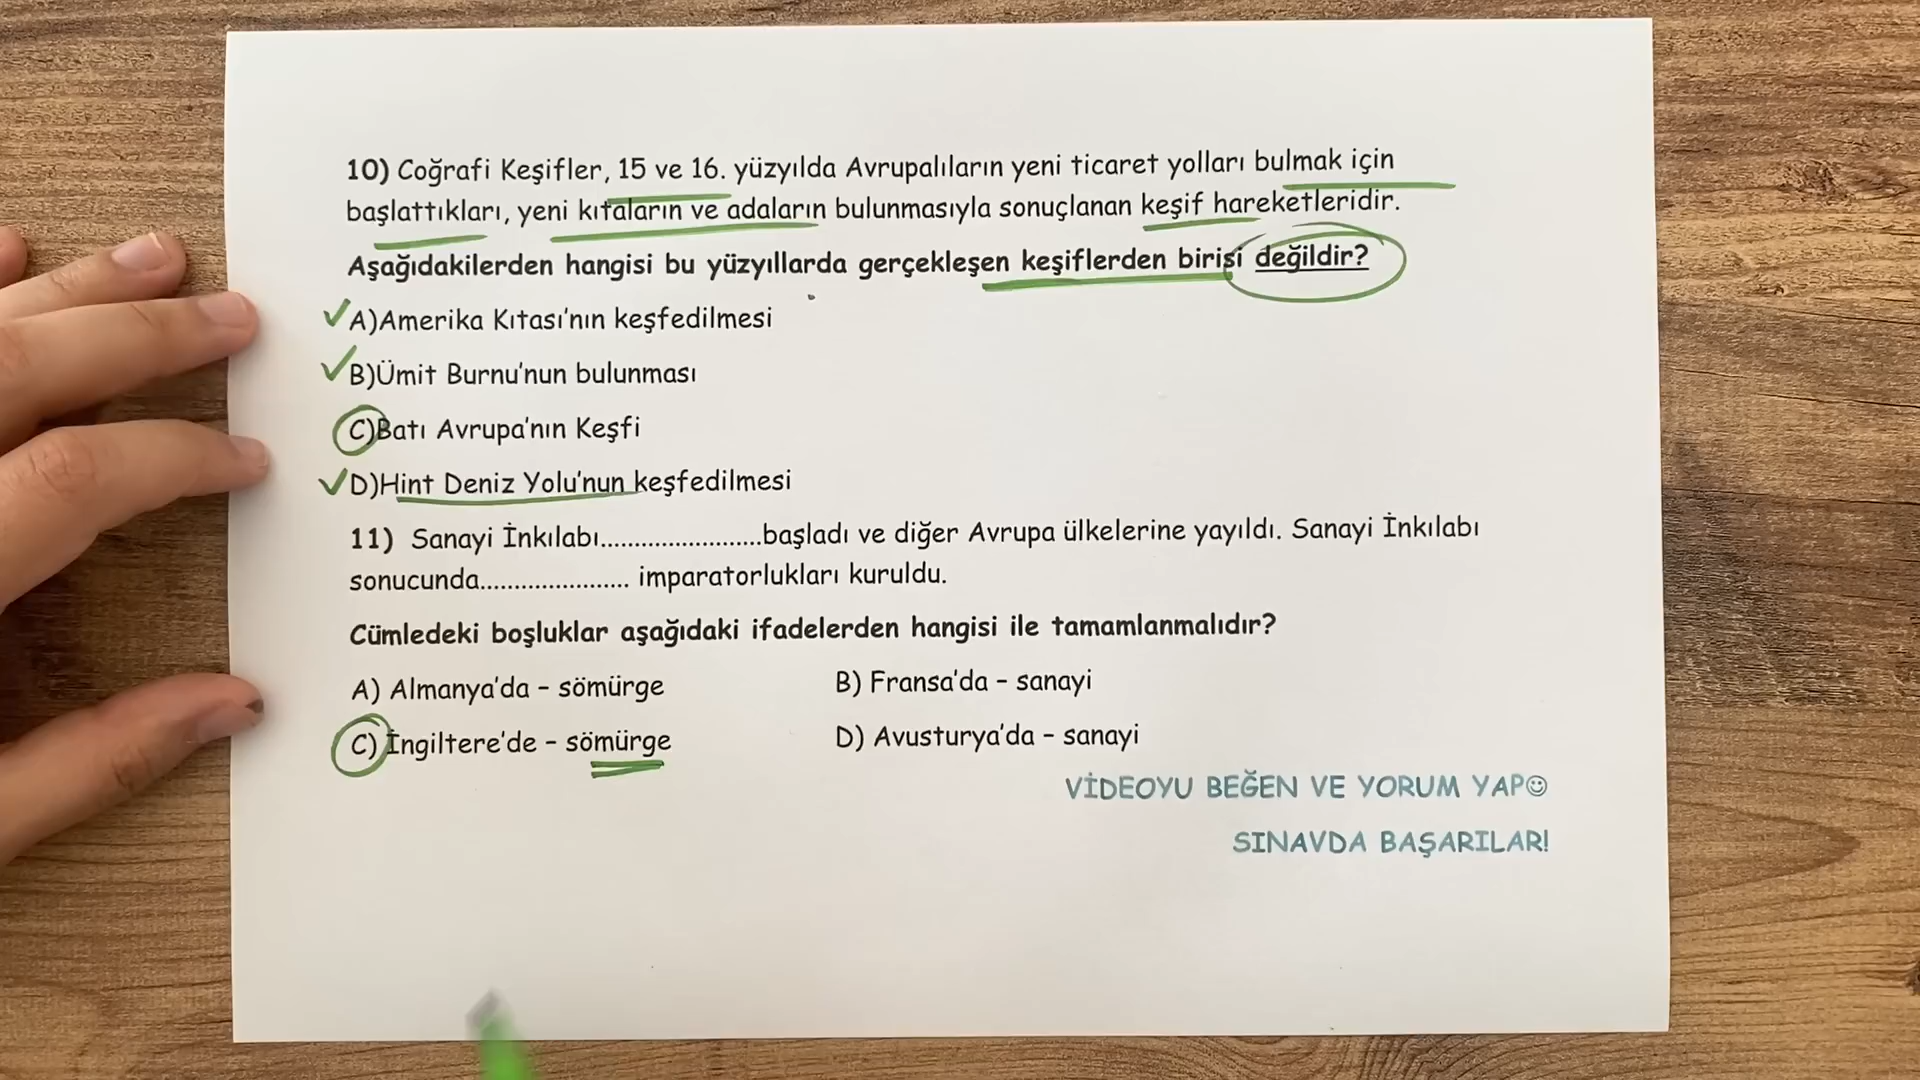 10) Coğrafi Keşifler, 15 ve 16. yüzyılda Avrupalıların yeni ticaret yolları bulmak için
başlattıkları, yeni kıtaların ve adaların bulunmasıyla sonuçlanan keşif hareketleridir.
Aşağıdakilerden hangisi bu yüzyıllarda gerçekleşen keşiflerden birisi değildir?
A)Amerika Kıtası'nın keşfedilmesi
B)Ümit Burnu'nun bulunması
C)Batı Avrupa'nın Keşfi
D)Hint Deniz Yolu'nun keşfedilmesi
11) Sanayi İnkılabı.......................başladı ve diğer Avrupa ülkelerine yayıldı. Sanayi İnkılabı
sonucunda...................... imparatorlukları kuruldu.
Cümledeki boşluklar aşağıdaki ifadelerden hangisi ile tamamlanmalıdır?
A) Almanya'da – sömürge B) Fransa'da – sanayi
C) İngiltere'de – sömürge D) Avusturya'da – sanayi
VİDEOYU BEĞEN VE YORUM YAP☺
SINAVDA BAŞARILAR!